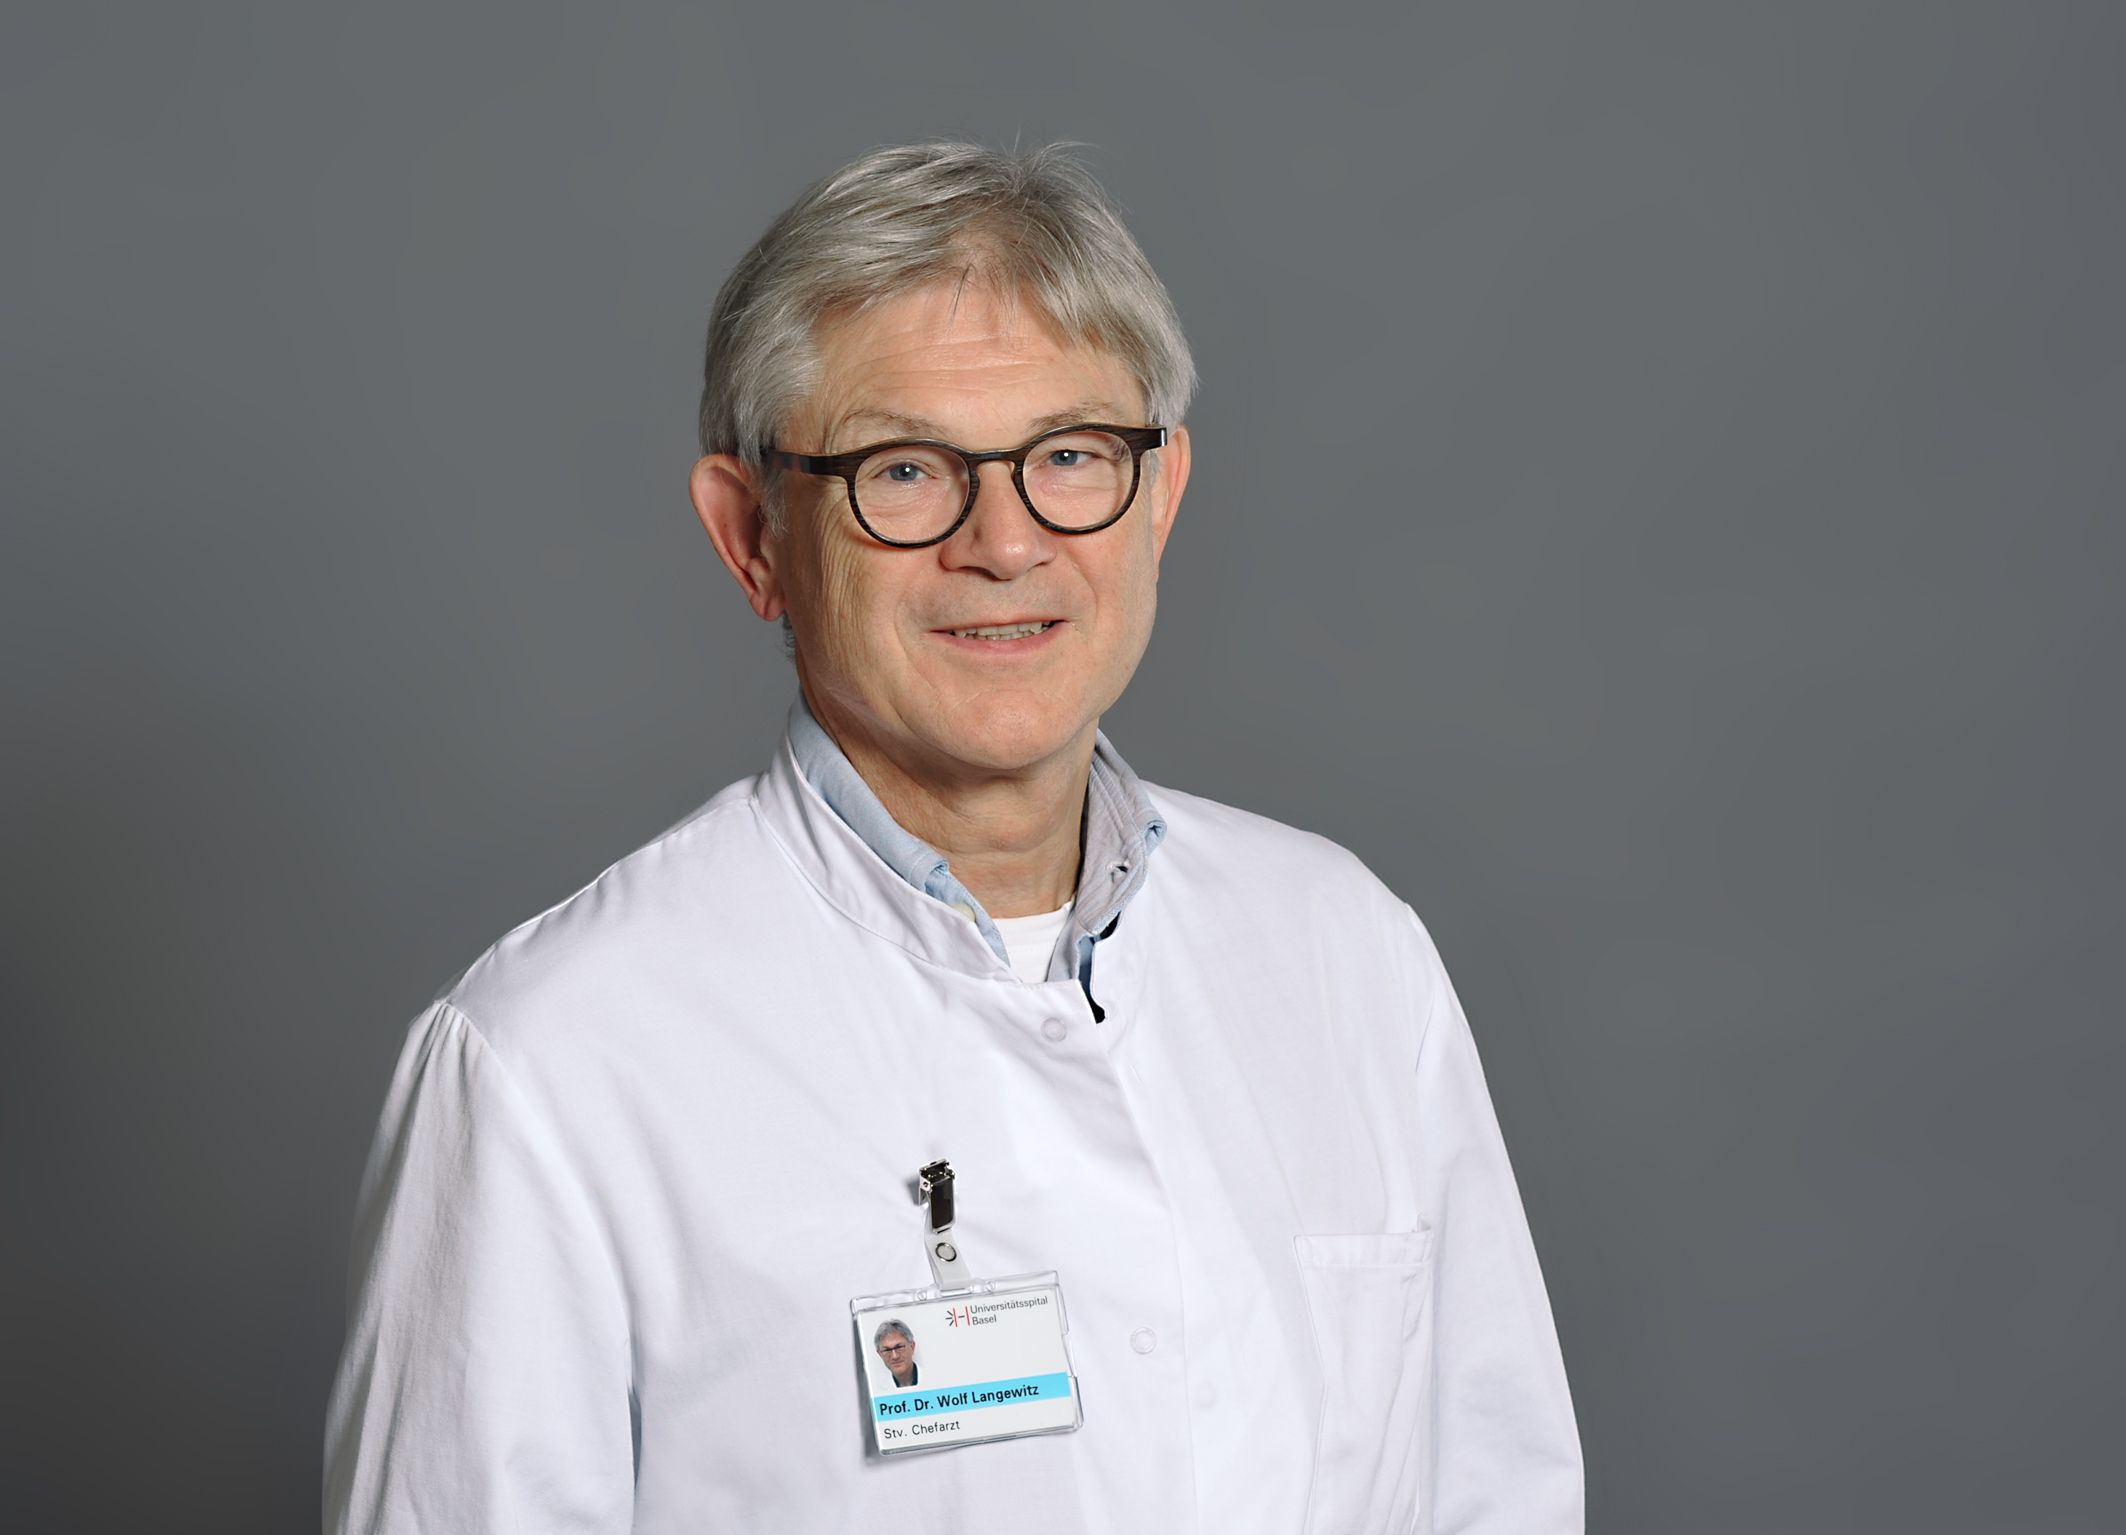 Universitätsspital
Basel
Prof. Dr. Wolf Langewitz
Stv. Chefarzt